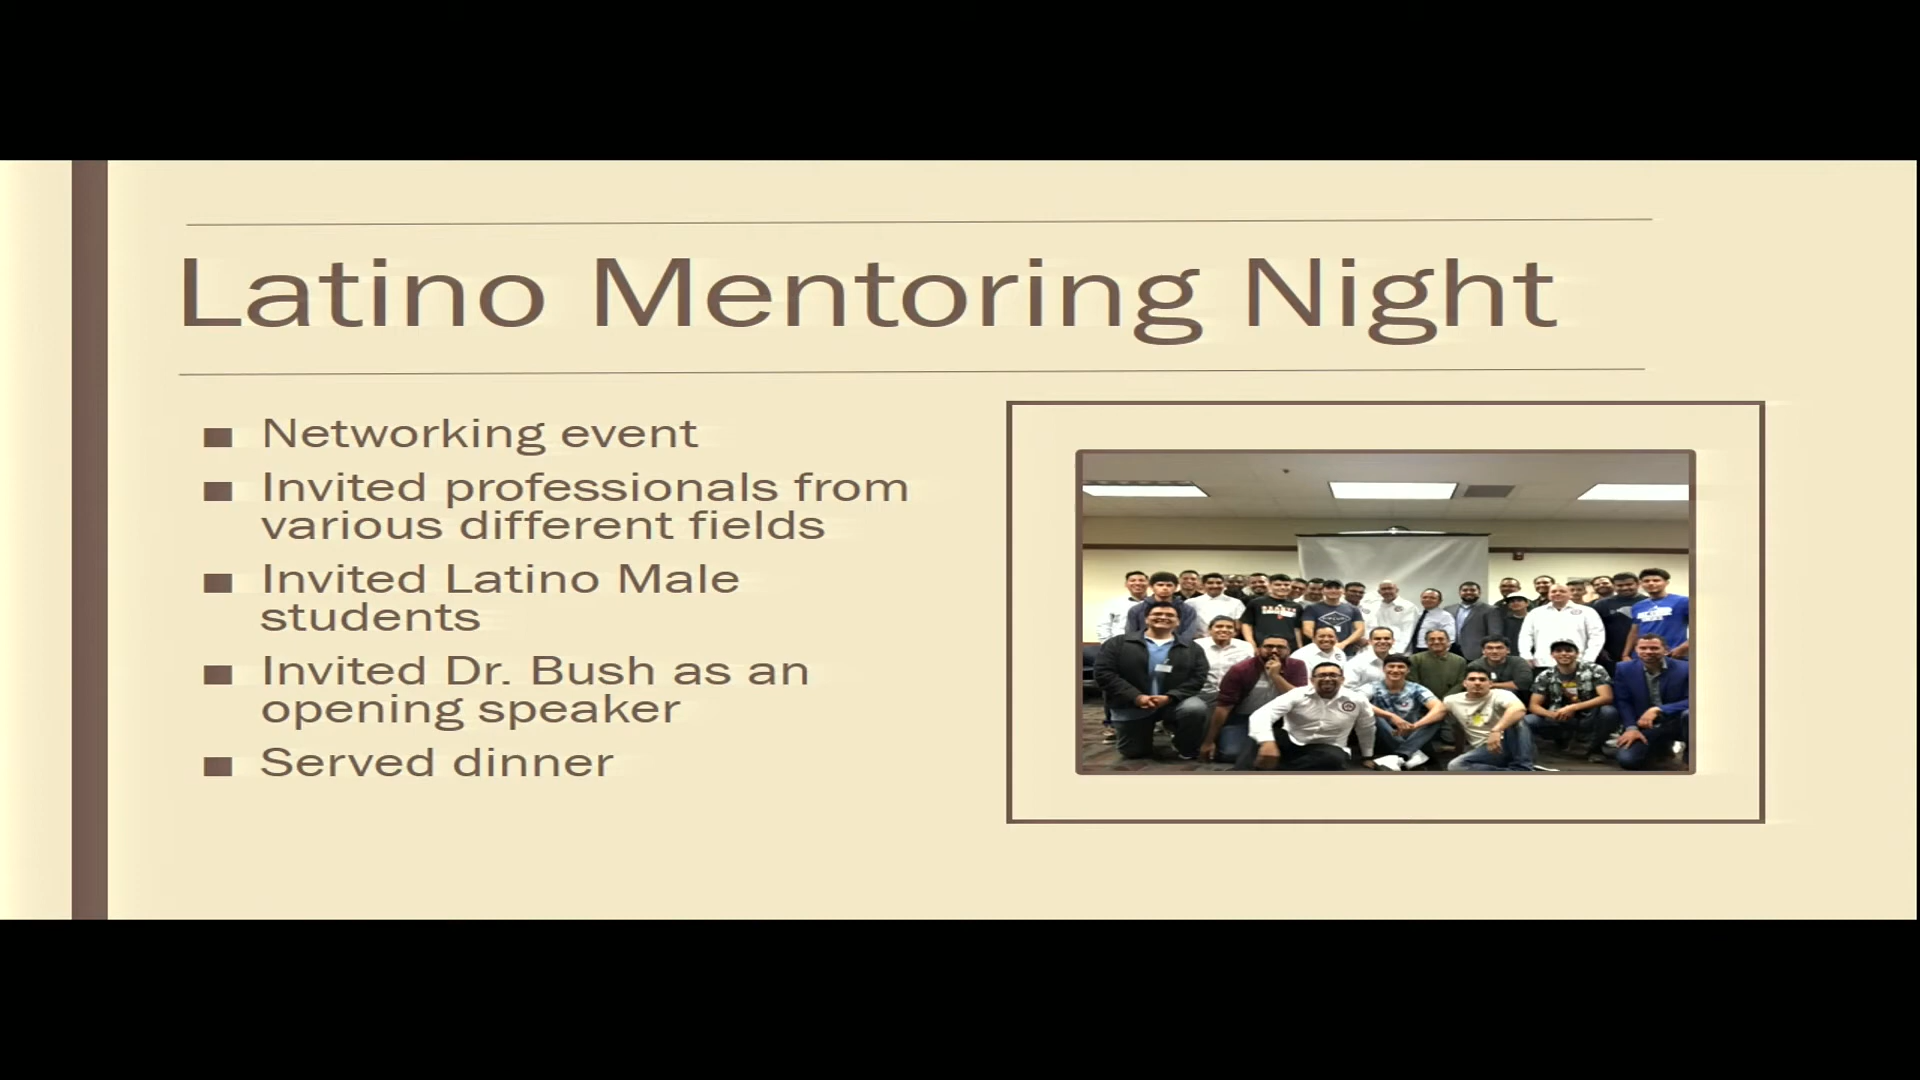 Latino Mentoring Night
■ Networking event
■ Invited professionals from
various different fields
■ Invited Latino Male
students
■ Invited Dr. Bush as an
opening speaker
■ Served dinner